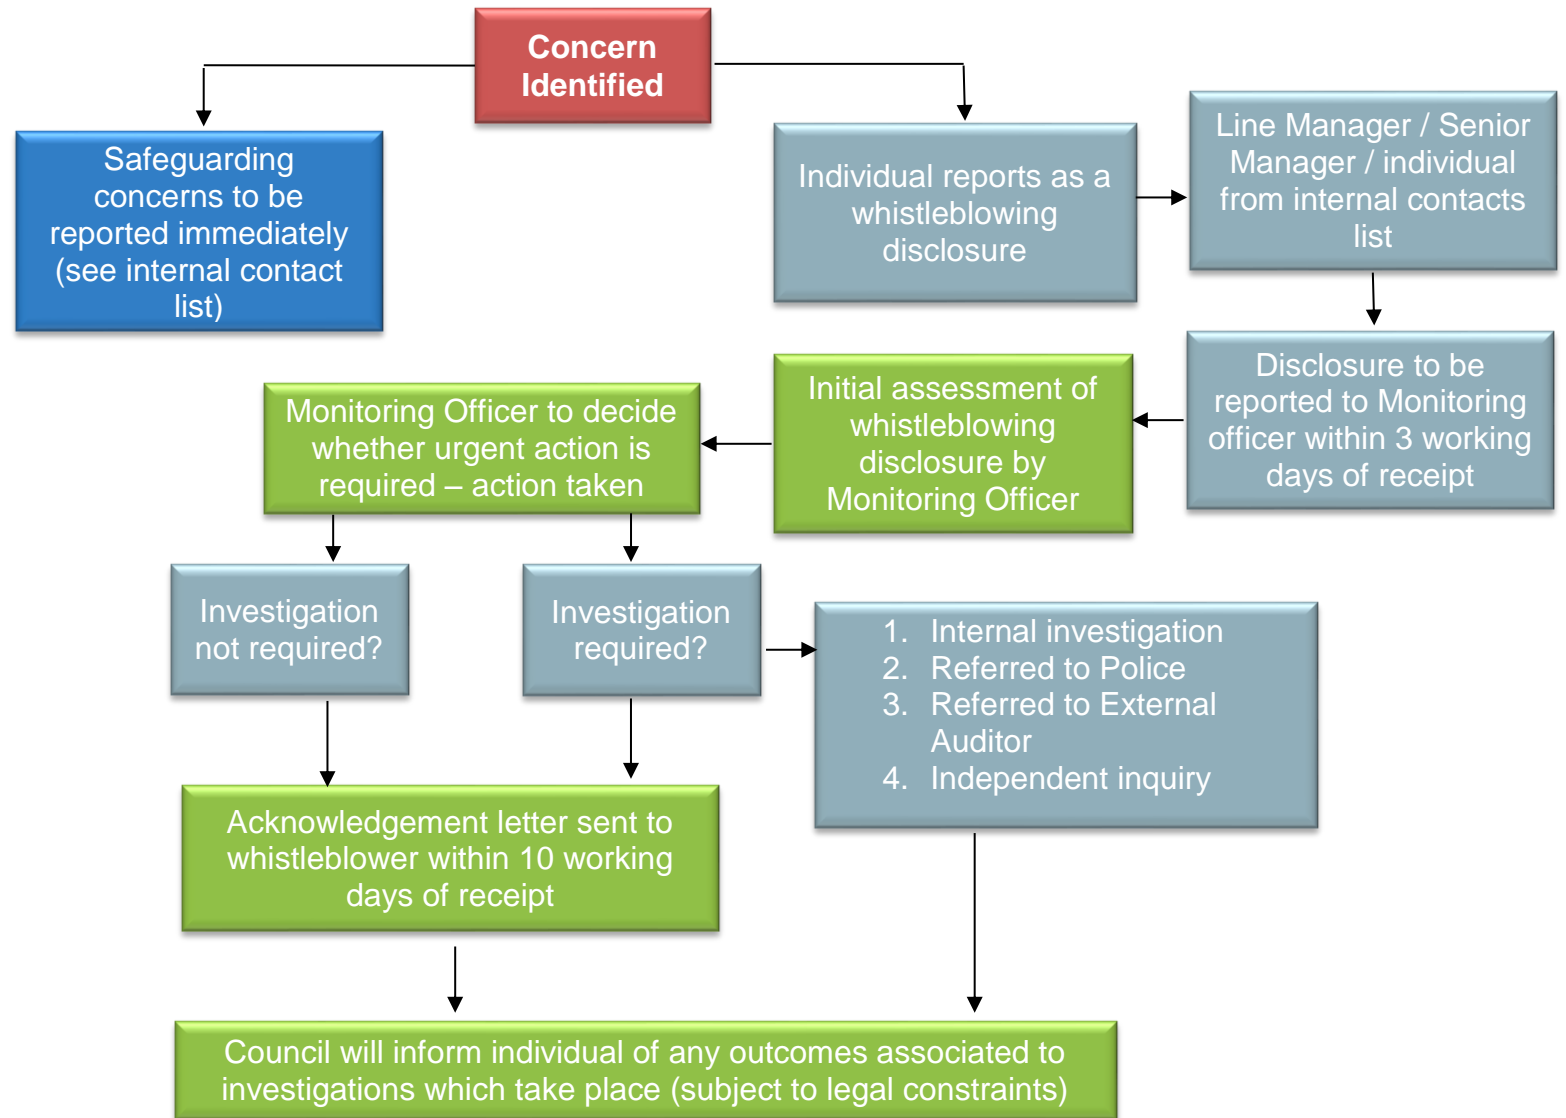 Concern
Identified
Safeguarding
concerns to be
reported immediately
(see internal contact
list)
Individual reports as a
whistleblowing
disclosure
Line Manager / Senior
Manager / individual
from internal contacts
list
Disclosure to be
reported to Monitoring
officer within 3 working
days of receipt
Initial assessment of
whistleblowing
disclosure by
Monitoring Officer
Monitoring Officer to decide
whether urgent action is
required – action taken
Investigation
not required?
Investigation
required?
1. Internal investigation
2. Referred to Police
3. Referred to External
Auditor
4. Independent inquiry
Acknowledgement letter sent to
whistleblower within 10 working
days of receipt
Council will inform individual of any outcomes associated to
investigations which take place (subject to legal constraints)